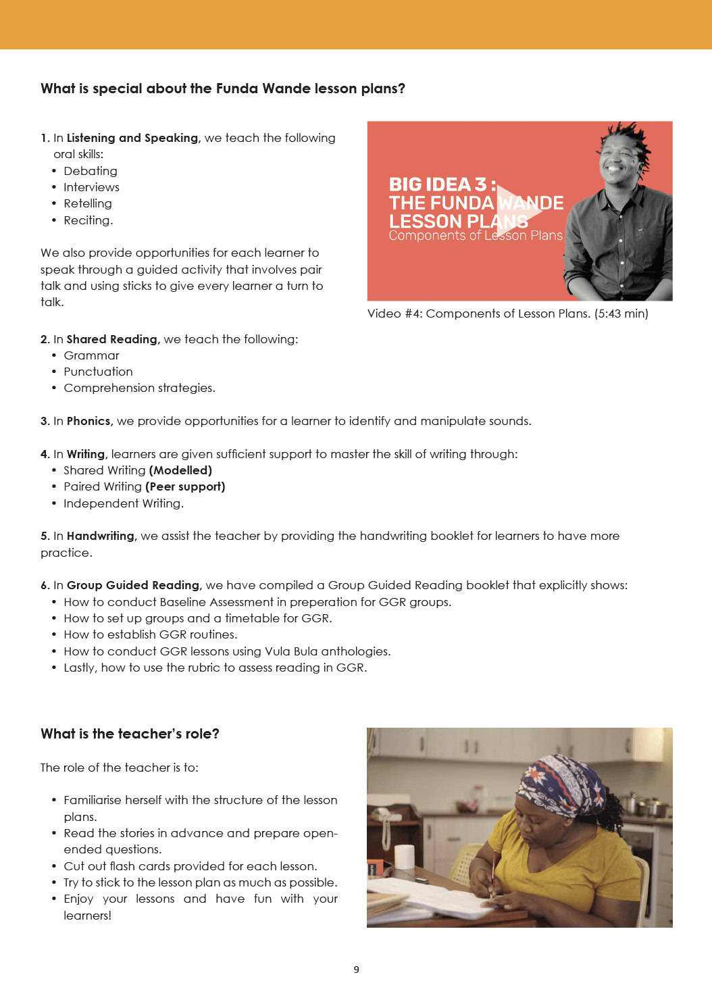 What is special about the Funda Wande lesson plans?
1. In Listening and Speaking, we teach the following
oral skills:
• Debating
• Interviews
• Retelling
• Reciting.
We also provide opportunities for each learner to
speak through a guided activity that involves pair
talk and using sticks to give every learner a turn to
talk.
BIG IDEA 3 :
THE FUNDA WANDE
LESSON PLANS
Components of Lesson Plans
Video #4: Components of Lesson Plans. (5:43 min)
2. In Shared Reading, we teach the following:
• Grammar
• Punctuation
• Comprehension strategies.
3. In Phonics, we provide opportunities for a learner to identify and manipulate sounds.
4. In Writing, learners are given sufficient support to master the skill of writing through:
• Shared Writing (Modelled)
• Paired Writing (Peer support)
• Independent Writing.
5. In Handwriting, we assist the teacher by providing the handwriting booklet for learners to have more
practice.
6. In Group Guided Reading, we have compiled a Group Guided Reading booklet that explicitly shows:
• How to conduct Baseline Assessment in preperation for GGR groups.
• How to set up groups and a timetable for GGR.
• How to establish GGR routines.
• How to conduct GGR lessons using Vula Bula anthologies.
• Lastly, how to use the rubric to assess reading in GGR.
What is the teacher’s role?
The role of the teacher is to:
• Familiarise herself with the structure of the lesson
plans.
• Read the stories in advance and prepare open-
ended questions.
• Cut out flash cards provided for each lesson.
• Try to stick to the lesson plan as much as possible.
• Enjoy your lessons and have fun with your
learners!
9